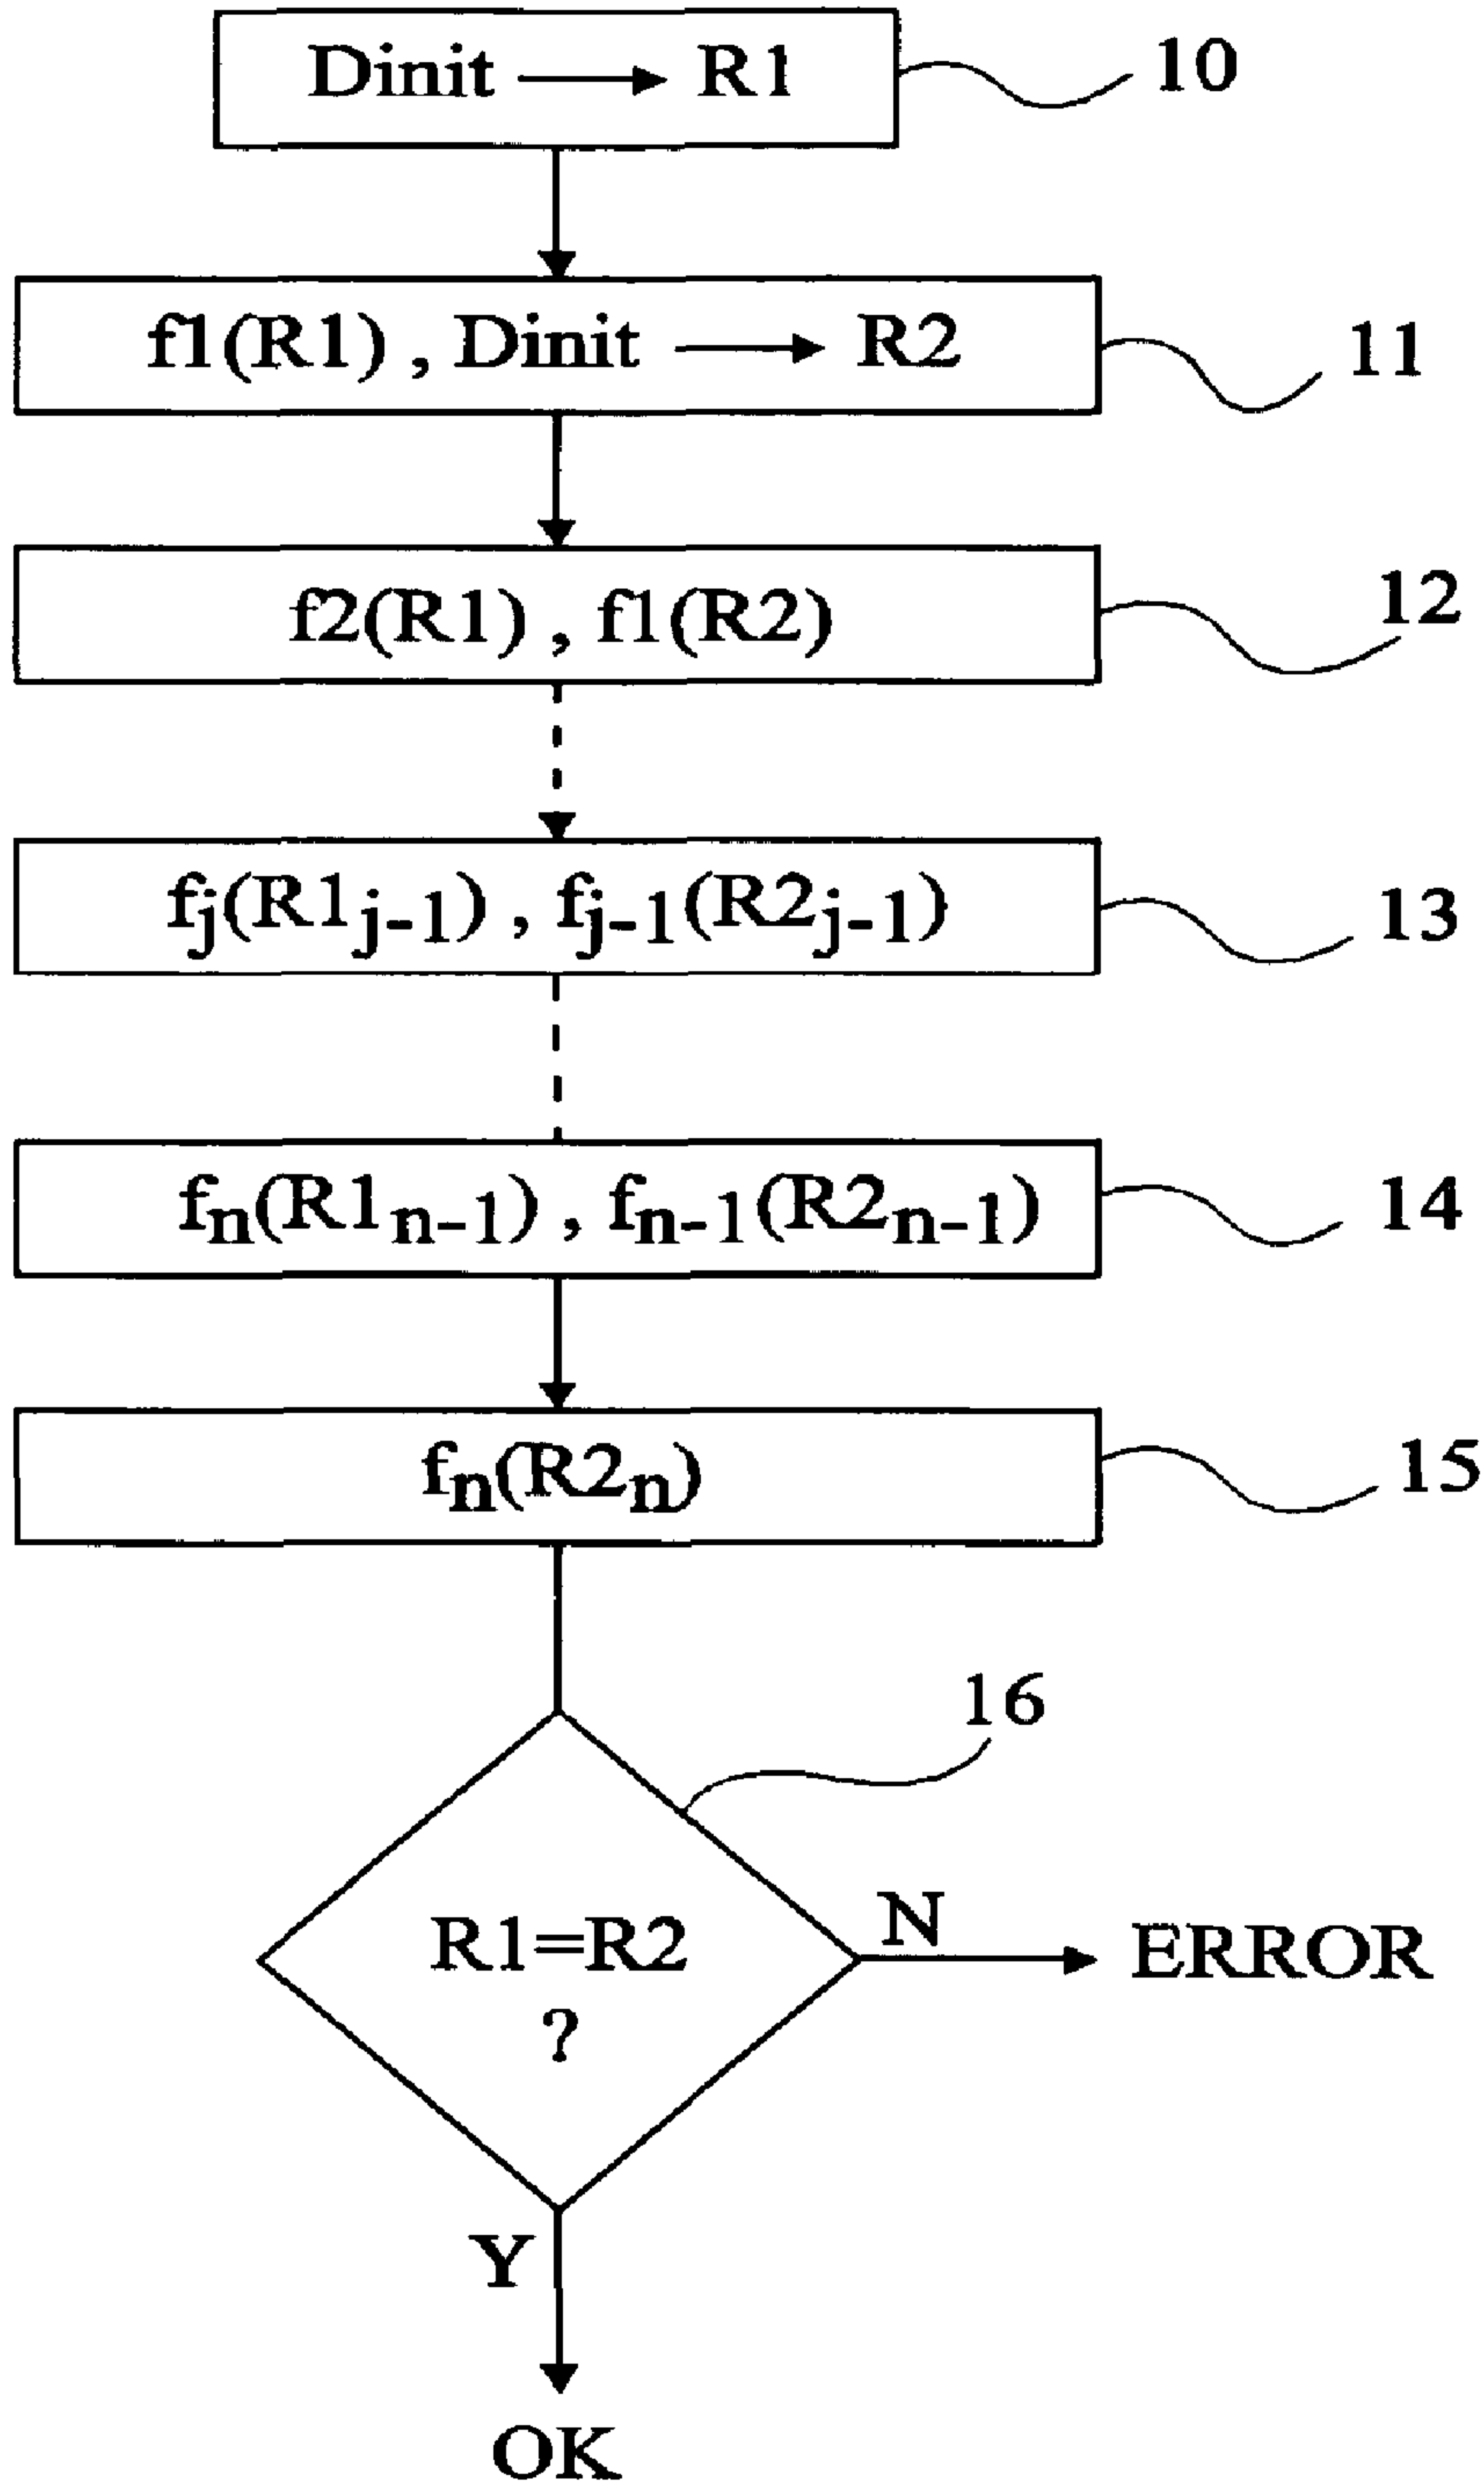 Dinit → R1 10
f1(R1) , Dinit → R2 11
f2(R1) , f1(R2) 12
fj(R1j-1) , fj-1(R2j-1) 13
fn(R1n-1) , fn-1(R2n-1) 14
fn(R2n) 15
16
R1=R2
?
N
ERROR
Y
OK